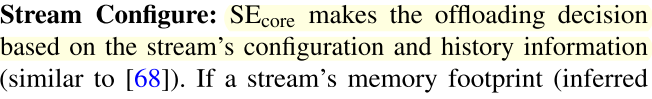 Stream Configure: SEcore makes the offloading decision
based on the stream's configuration and history information
(similar to [68]). If a stream's memory footprint (inferred